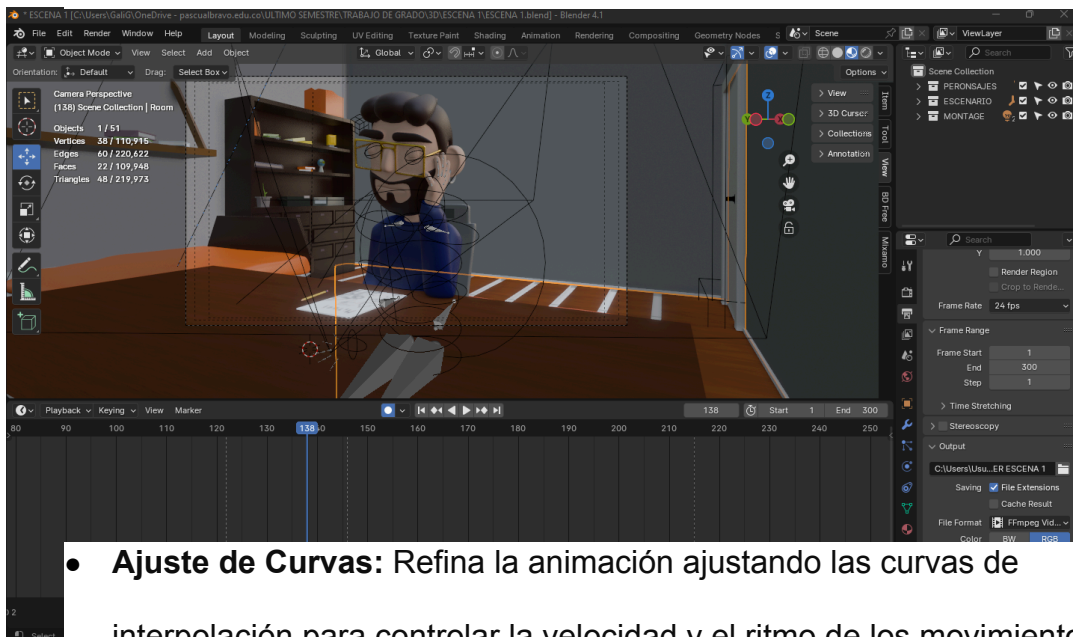 * ESCENA 1 [C:\Users\GaliG\OneDrive - pascualbravo.edu.co\ULTIMO SEMESTRE\TRABAJO DE GRADO\3D\ESCENA 1\ESCENA 1.blend] - Blender 4.1
File Edit Render Window Help Layout Modeling Sculpting UV Editing Texture Paint Shading Animation Rendering Compositing Geometry Nodes S Scene ViewLayer
Object Mode View Select Add Object Global Search
Orientation: Default Drag: Select Box Options
Camera Perspective
(138) Scene Collection | Room
Objects 1/51
Vertices 38/110,915
Edges 60/220,622
Faces 22/109,948
Triangles 48/219,973
Z
View
3D Cursor
Collections
Annotation
Item
Tool
View
BD Free
Mixamo
Scene Collection
PERONSAJES
ESCENARIO
MONTAGE
Search
Y 1.000
Render Region
Crop to Rende...
Frame Rate 24 fps
Frame Range
Frame Start 1
End 300
Step 1
Time Stretching
Stereoscopy
Output
C:\Users\Usu...ER ESCENA 1
Saving File Extensions
Cache Result
File Format FFmpeg Vid...
Color BW RGB
Playback Keying View Marker 138 Start 1 End 300
80 90 100 110 120 130 138 150 160 170 180 190 200 210 220 230 240 250
● Ajuste de Curvas: Refina la animación ajustando las curvas de
interpolación para controlar la velocidad y el ritmo de los movimiento
Select